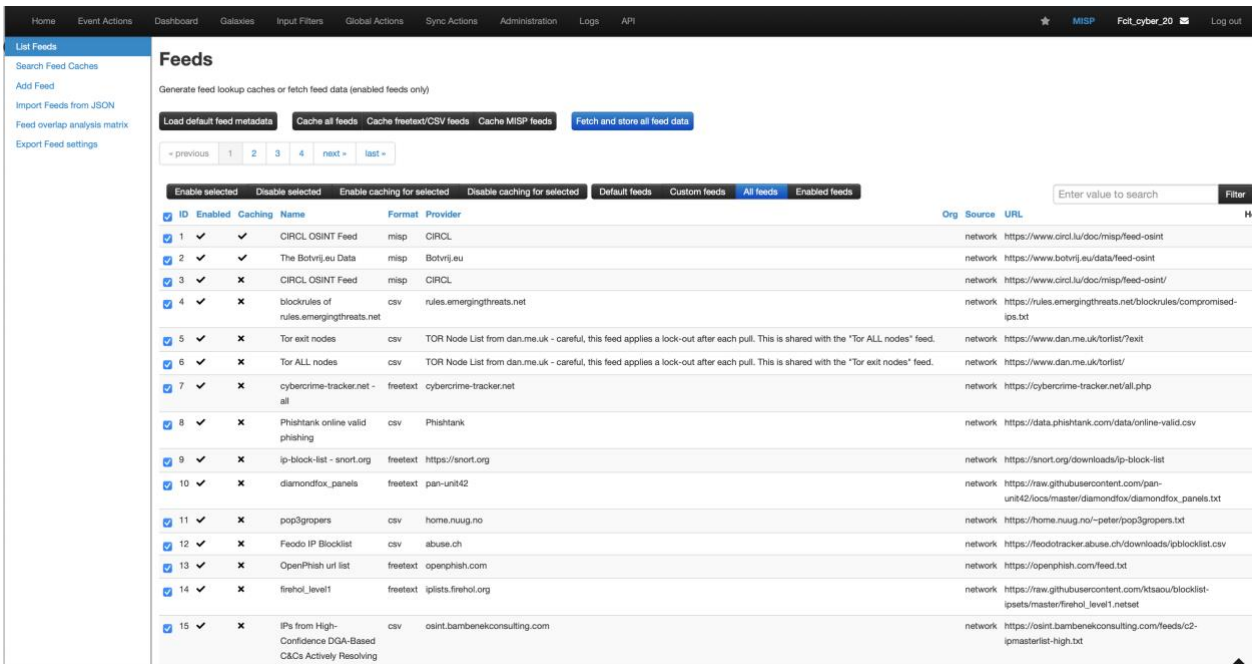 Home Event Actions Dashboard Galaxies Input Filters Global Actions Sync Actions Administration Logs API MISP Fcit_cyber_20 Log out
List Feeds
Search Feed Caches
Add Feed
Import Feeds from JSON
Feed overlap analysis matrix
Export Feed settings
Feeds
Generate feed lookup caches or fetch feed data (enabled feeds only)
Load default feed metadata Cache all feeds Cache freetext/CSV feeds Cache MISP feeds Fetch and store all feed data
« previous 1 2 3 4 next » last »
Enable selected Disable selected Enable caching for selected Disable caching for selected Default feeds Custom feeds All feeds Enabled feeds Enter value to search Filter
ID Enabled Caching Name Format Provider Org Source URL
1 ✔ ✔ CIRCL OSINT Feed misp CIRCL network https://www.circl.lu/doc/misp/feed-osint
2 ✔ ✔ The Botvrij.eu Data misp Botvrij.eu network https://www.botvrij.eu/data/feed-osint
3 ✔ ✖ CIRCL OSINT Feed misp CIRCL network https://www.circl.lu/doc/misp/feed-osint/
4 ✔ ✖ blockrules of csv rules.emergingthreats.net network https://rules.emergingthreats.net/blockrules/compromised-
rules.emergingthreats.net ips.txt
5 ✔ ✖ Tor exit nodes csv TOR Node List from dan.me.uk - careful, this feed applies a lock-out after each pull. This is shared with the "Tor ALL nodes" feed. network https://www.dan.me.uk/torlist/?exit
6 ✔ ✖ Tor ALL nodes csv TOR Node List from dan.me.uk - careful, this feed applies a lock-out after each pull. This is shared with the "Tor exit nodes" feed. network https://www.dan.me.uk/torlist/
7 ✔ ✖ cybercrime-tracker.net - freetext cybercrime-tracker.net network https://cybercrime-tracker.net/all.php
all
8 ✔ ✖ Phishtank online valid csv Phishtank network https://data.phishtank.com/data/online-valid.csv
phishing
9 ✔ ✖ ip-block-list - snort.org freetext https://snort.org network https://snort.org/downloads/ip-block-list
10 ✔ ✖ diamondfox_panels freetext pan-unit42 network https://raw.githubusercontent.com/pan-
unit42/iocs/master/diamondfox/diamondfox_panels.txt
11 ✔ ✖ pop3gropers csv home.nuug.no network https://home.nuug.no/~peter/pop3gropers.txt
12 ✔ ✖ Feodo IP Blocklist csv abuse.ch network https://feodotracker.abuse.ch/downloads/ipblocklist.csv
13 ✔ ✖ OpenPhish url list freetext openphish.com network https://openphish.com/feed.txt
14 ✔ ✖ firehol_level1 freetext iplists.firehol.org network https://raw.githubusercontent.com/ktsaou/blocklist-
ipsets/master/firehol_level1.netset
15 ✔ ✖ IPs from High- csv osint.bambenekconsulting.com network https://osint.bambenekconsulting.com/feeds/c2-
Confidence DGA-Based ipmasterlist-high.txt
C&Cs Actively Resolving